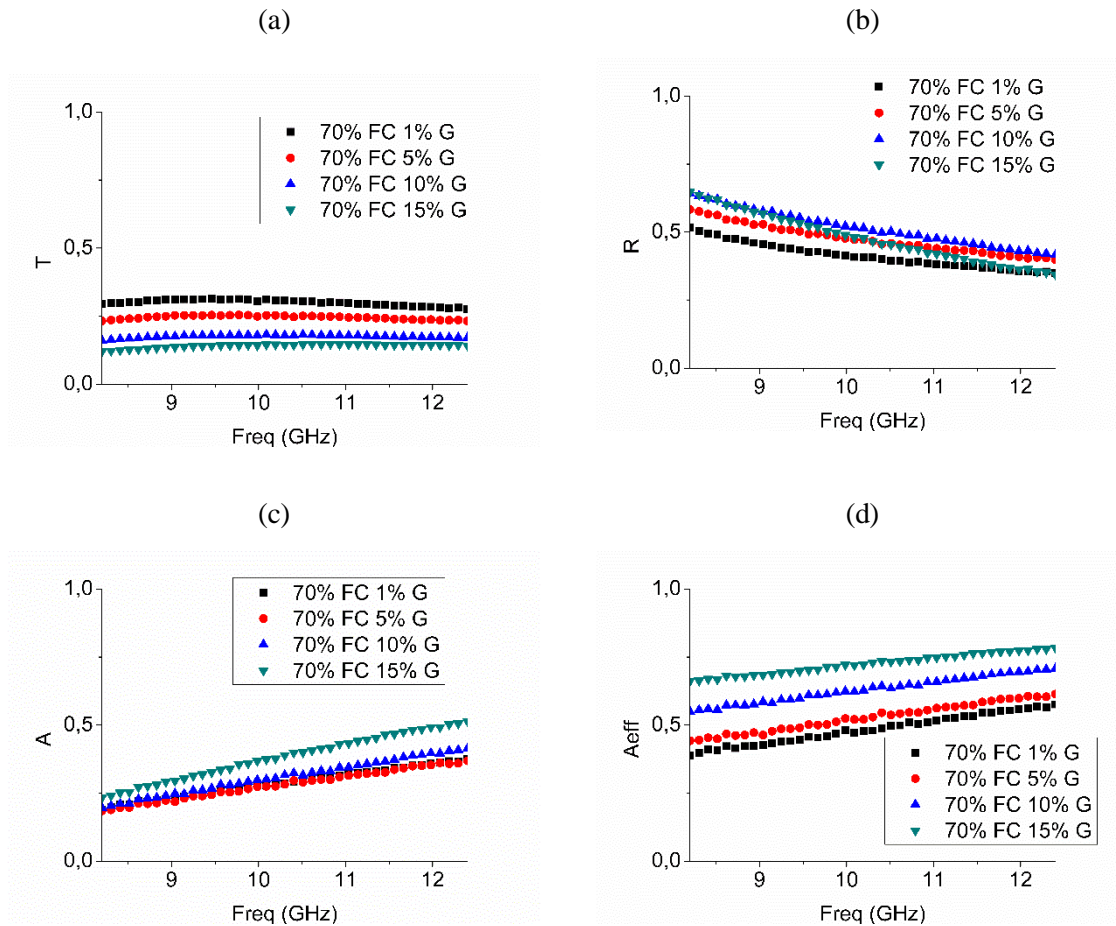 (a)
1,0
70% FC 1% G
70% FC 5% G
70% FC 10% G
70% FC 15% G
T
0,5
0,0
9 10 11 12
Freq (GHz)
(b)
1,0
70% FC 1% G
70% FC 5% G
70% FC 10% G
70% FC 15% G
R
0,5
0,0
9 10 11 12
Freq (GHz)
(c)
1,0
70% FC 1% G
70% FC 5% G
70% FC 10% G
70% FC 15% G
A
0,5
0,0
9 10 11 12
Freq (GHz)
(d)
1,0
Aeff
0,5
70% FC 1% G
70% FC 5% G
70% FC 10% G
70% FC 15% G
0,0
9 10 11 12
Freq (GHz)